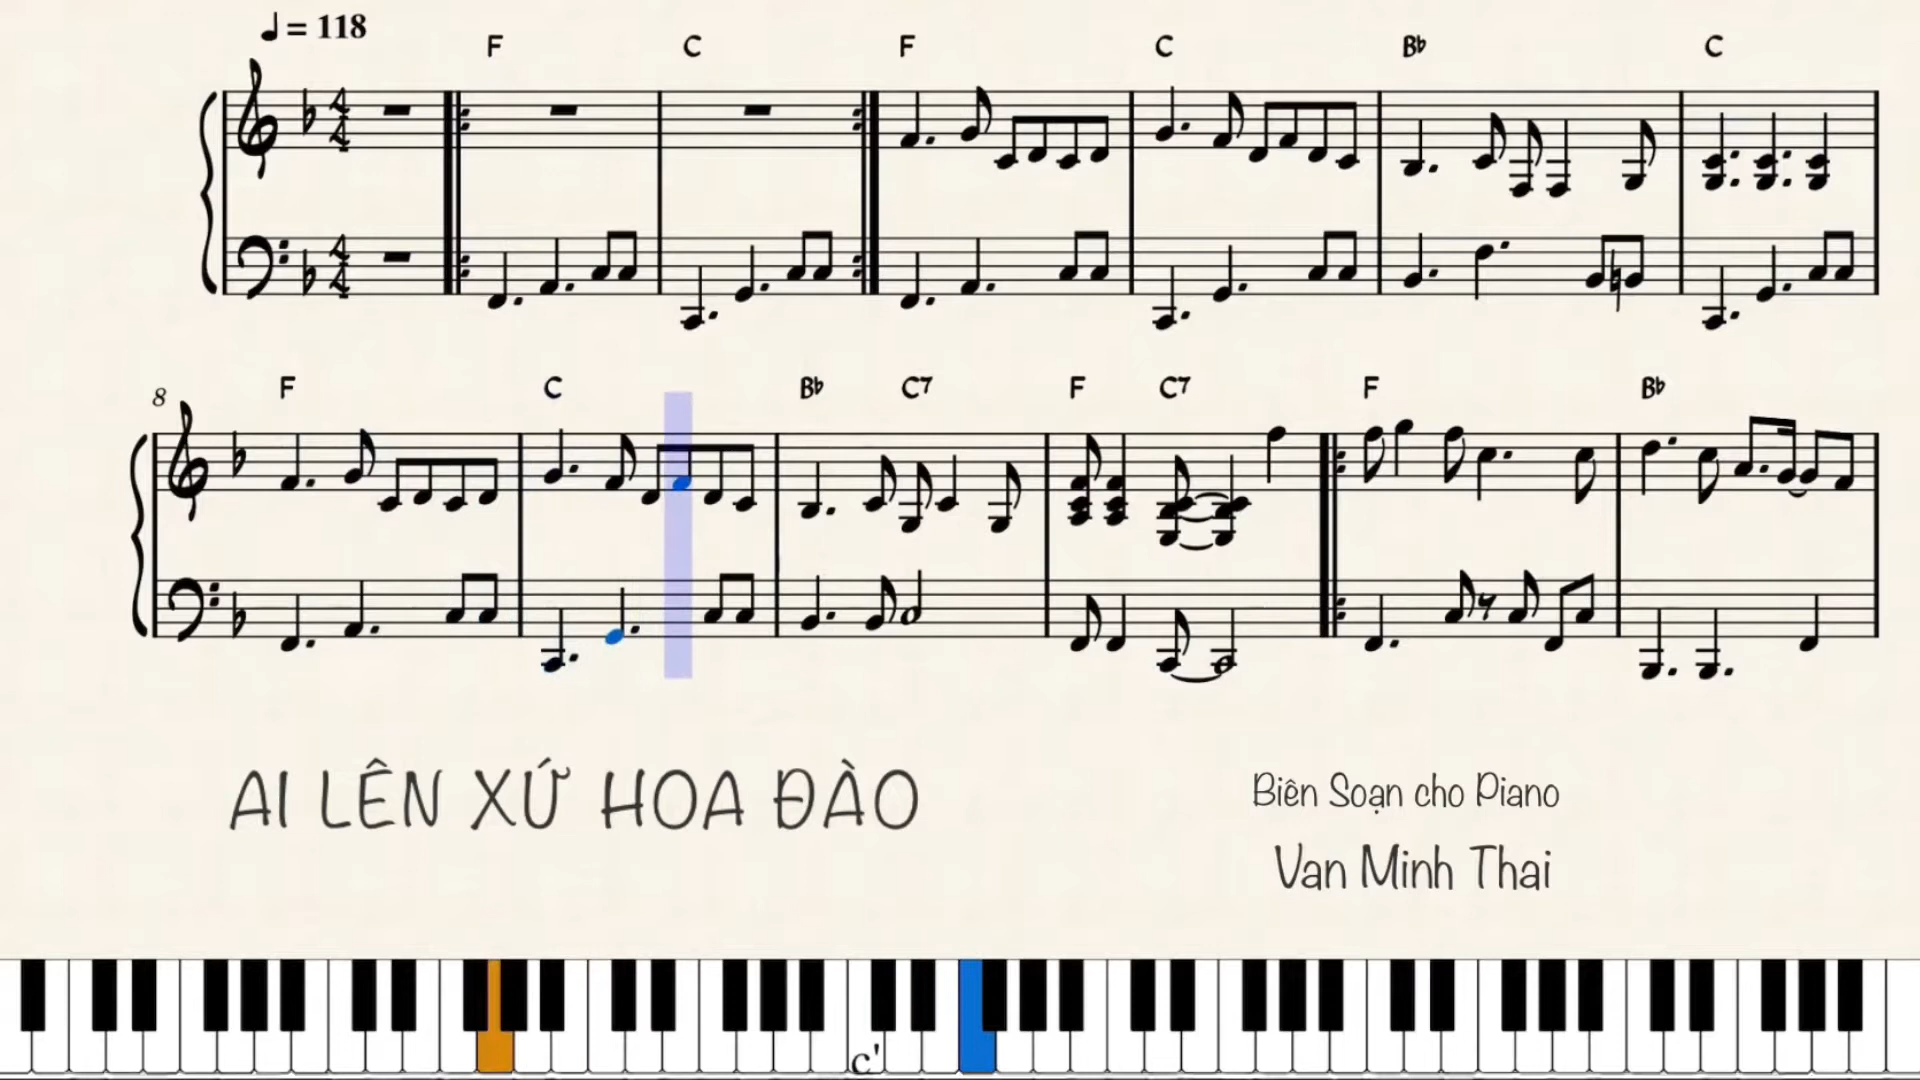 ♩ = 118
F C F C B♭ C
8
F C B♭ C7 F C7 F B♭
AI LÊN XỨ HOA ĐÀO
Biên Soạn cho Piano
Van Minh Thai
c'